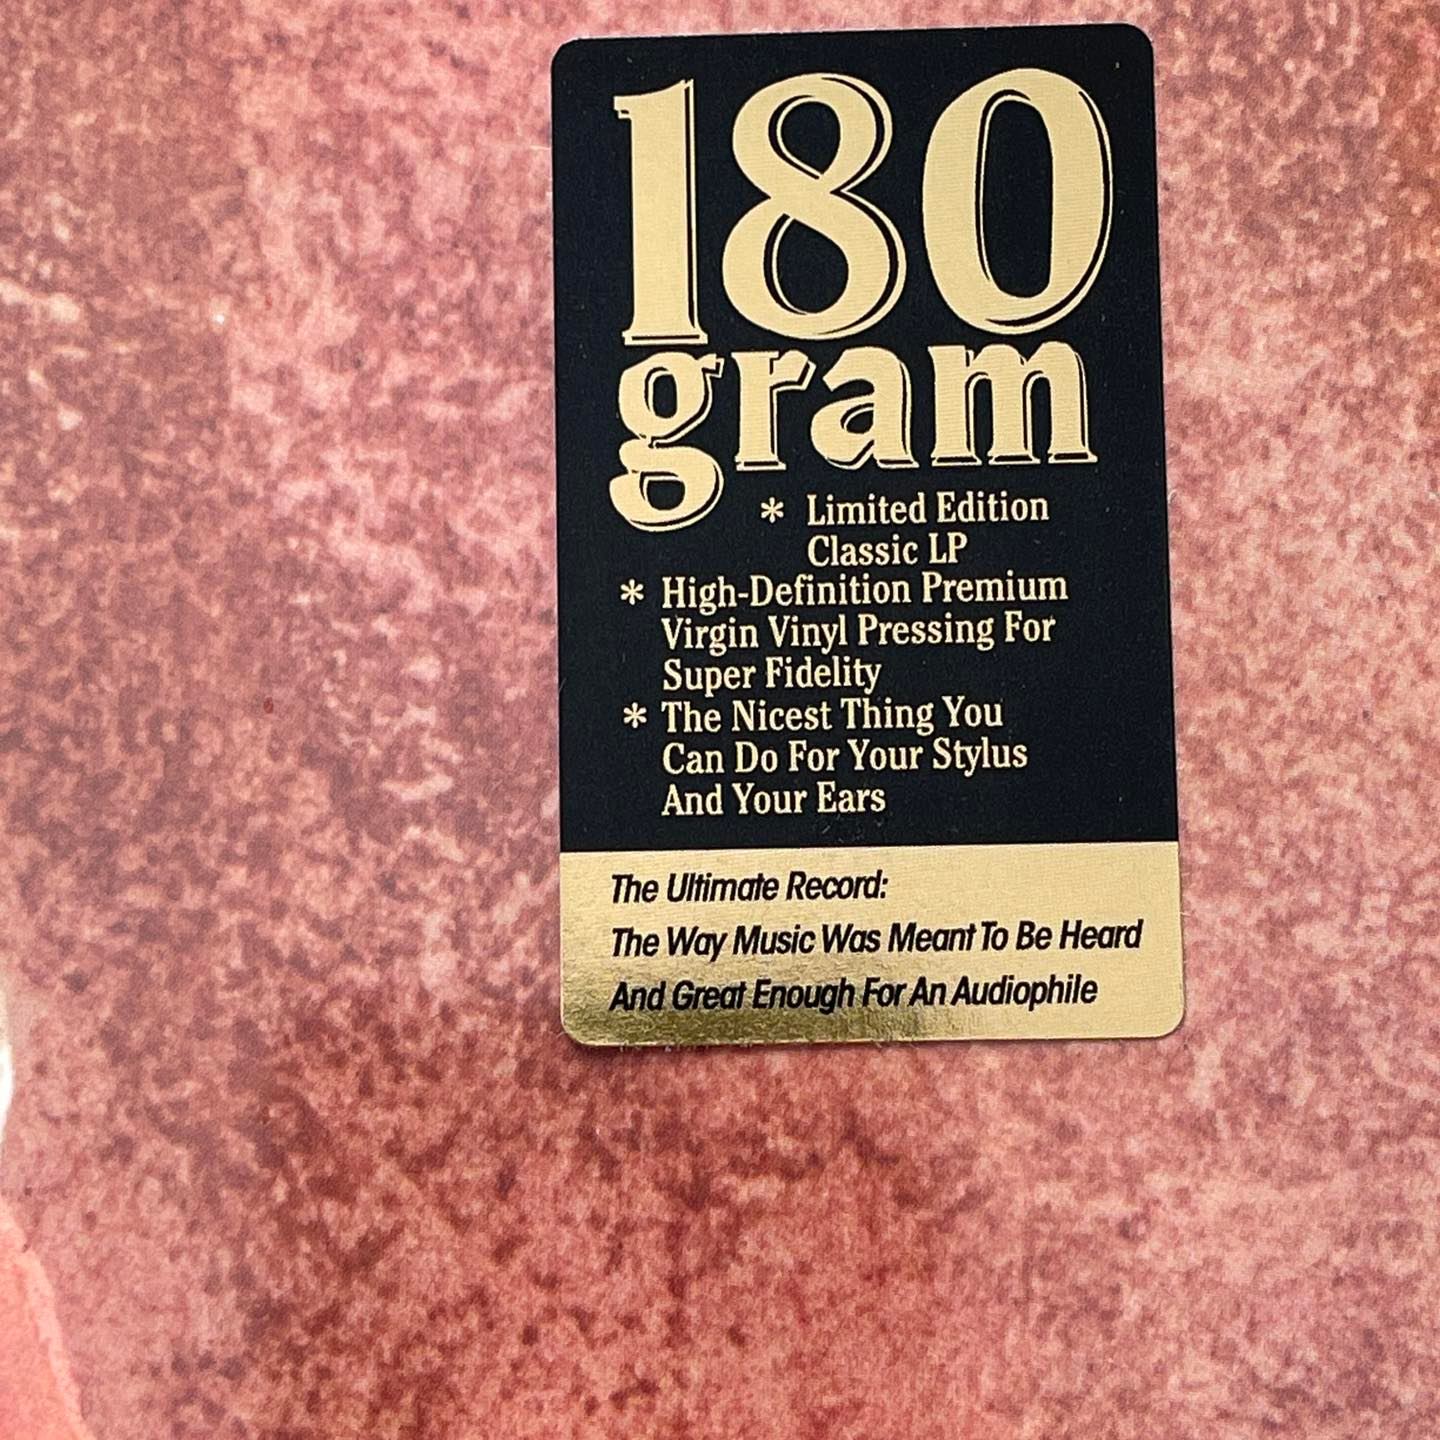 180
gram
* Limited Edition
Classic LP
* High-Definition Premium
Virgin Vinyl Pressing For
Super Fidelity
* The Nicest Thing You
Can Do For Your Stylus
And Your Ears
The Ultimate Record:
The Way Music Was Meant To Be Heard
And Great Enough For An Audiophile